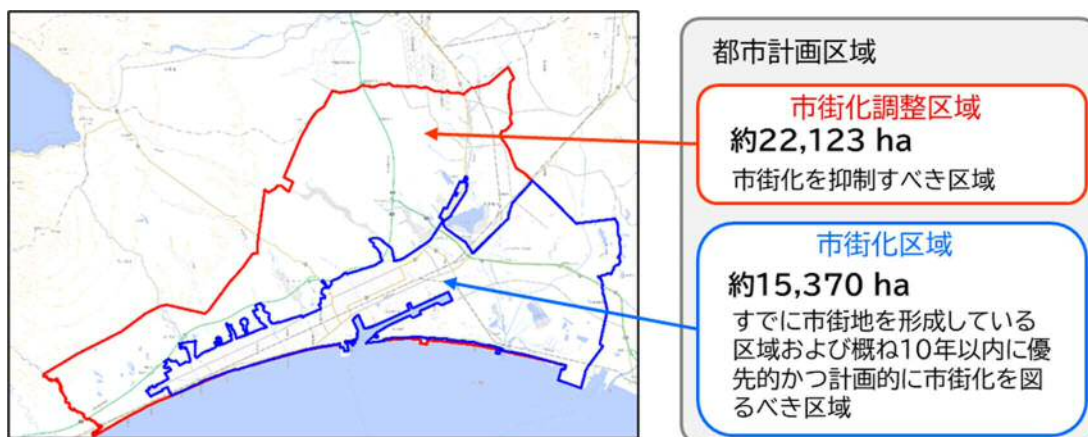 都市計画区域
市街化調整区域
約22,123 ha
市街化を抑制すべき区域
市街化区域
約15,370 ha
すでに市街地を形成している
区域および概ね10年以内に優
先的かつ計画的に市街化を図
るべき区域